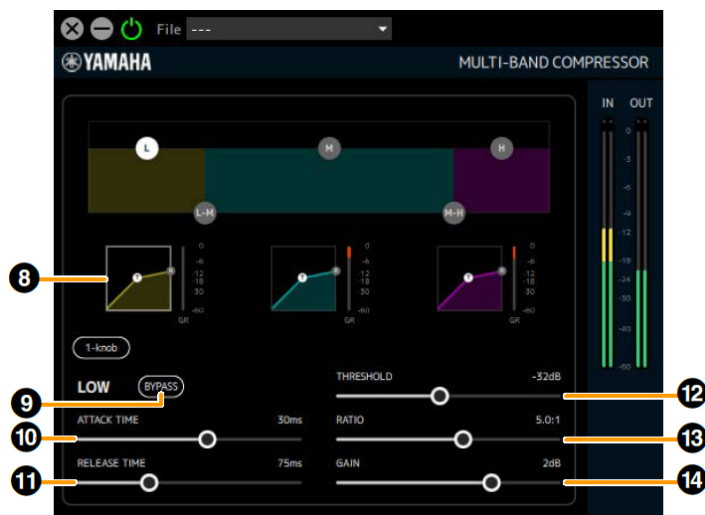 File ---
YAMAHA
MULTI-BAND COMPRESSOR
IN OUT
L
M
H
L-M
M-H
0
-3
-6
-9
-12
-18
-24
-30
-40
-60
8
T
R
0
-6
-12
-18
-30
-60
GR
T
R
0
-6
-12
-18
-30
-60
GR
T
R
0
-6
-12
-18
-30
-60
GR
1-knob
LOW
BYPASS
9
THRESHOLD -32dB
12
ATTACK TIME 30ms
10
RATIO 5.0:1
13
RELEASE TIME 75ms
11
GAIN 2dB
14